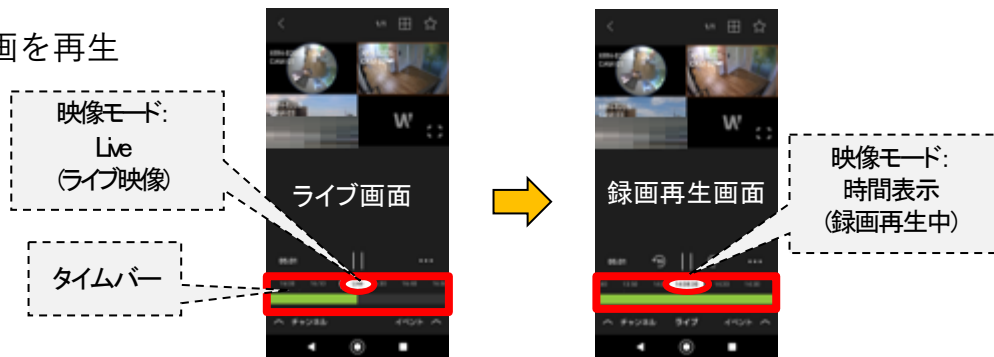 画を再生
映像モード:
Live
(ライブ映像)
タイムバー
ライブ画面
チャンネル
イベント
録画再生画面
チャンネル
ライブ
イベント
映像モード:
時間表示
(録画再生中)